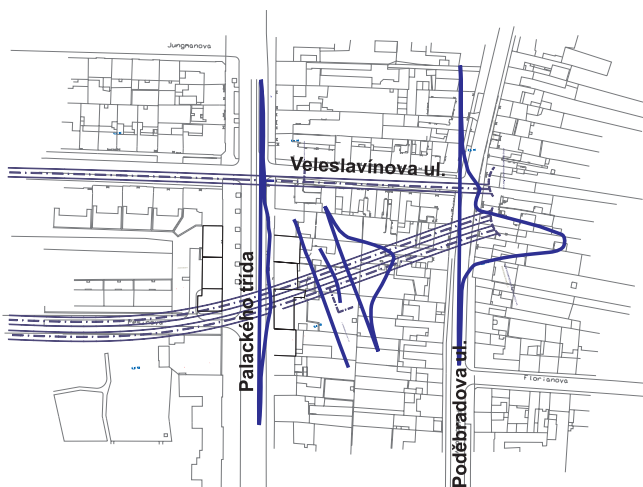 Jungmanova
Veleslavínova ul.
Palackého třída
Poděbradova ul.
Florianova